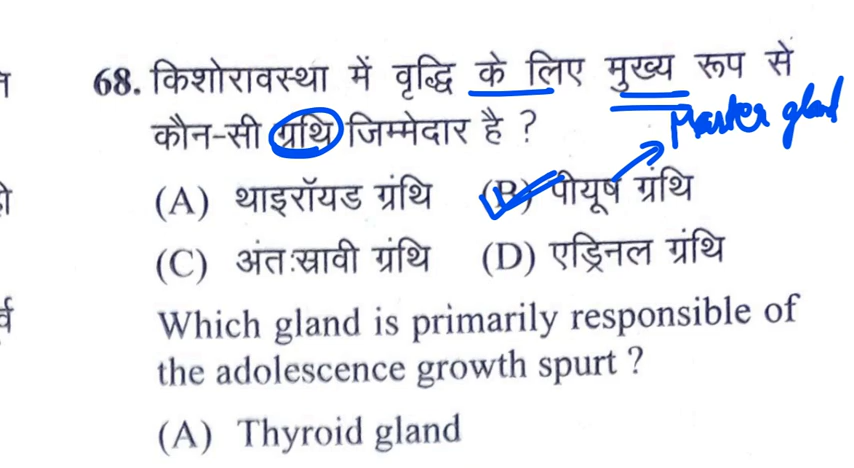 68. किशोरावस्था में वृद्धि के लिए मुख्य रूप से
कौन-सी ग्रंथि जिम्मेदार है ?
Master gland
(A) थाइरॉयड ग्रंथि (B) पीयूष ग्रंथि
(C) अंतःस्रावी ग्रंथि (D) एड्रिनल ग्रंथि
Which gland is primarily responsible of
the adolescence growth spurt ?
(A) Thyroid gland